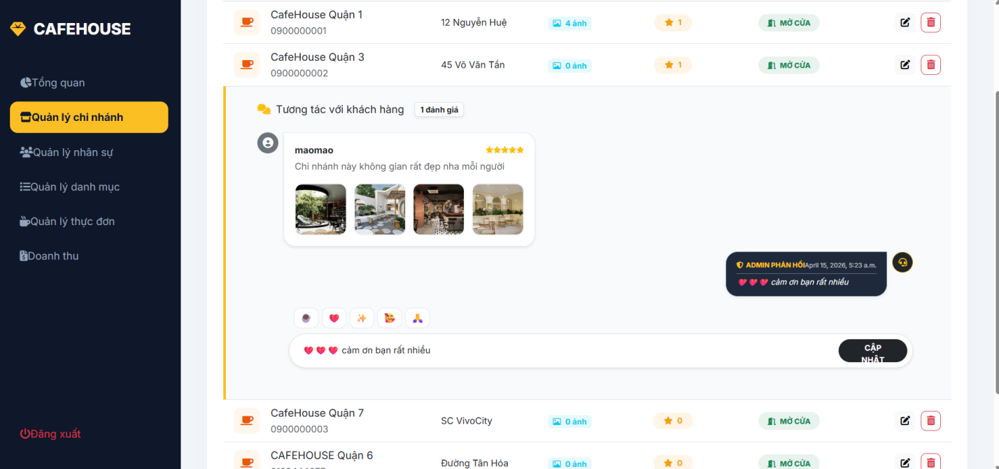 CAFEHOUSE
Tổng quan
Quản lý chi nhánh
Quản lý nhân sự
Quản lý danh mục
Quản lý thực đơn
Doanh thu
Đăng xuất
CafeHouse Quận 1
0900000001
12 Nguyễn Huệ
4 ảnh
1
MỞ CỬA
CafeHouse Quận 3
0900000002
45 Võ Văn Tần
0 ảnh
1
MỞ CỬA
Tương tác với khách hàng
1 đánh giá
maomao
Chi nhánh này không gian rất đẹp nha mỗi người
ADMIN PHẢN HỒI April 15, 2026, 5:23 a.m.
💗💗💗 cảm ơn bạn rất nhiều
💗💗💗 cảm ơn bạn rất nhiều
CẬP
NHẬT
CafeHouse Quận 7
0900000003
SC VivoCity
0 ảnh
0
MỞ CỬA
CAFEHOUSE Quận 6
Đường Tân Hóa
0 ảnh
0
MỞ CỬA